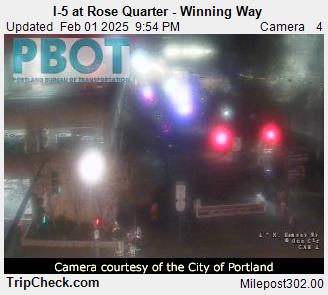 I-5 at Rose Quarter - Winning Way
Updated Feb 01 2025 9:54 PM Camera 4
PBOT
PORTLAND BUREAU OF TRANSPORTATION
Camera courtesy of the City of Portland
TripCheck.com Milepost302.00